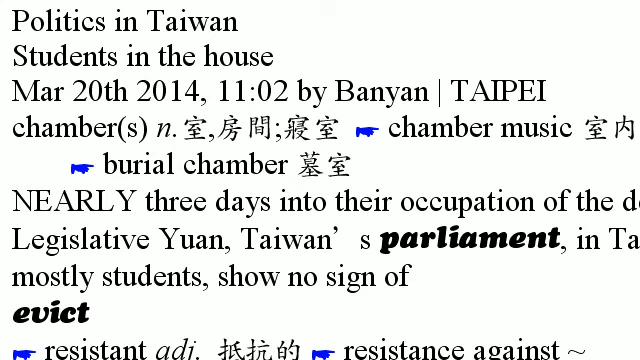 Politics in Taiwan
Students in the house
Mar 20th 2014, 11:02 by Banyan | TAIPEI
chamber(s) n.室,房間;寢室 ☛ chamber music 室內
☛ burial chamber 墓室
NEARLY three days into their occupation of the de
Legislative Yuan, Taiwan’s parliament, in Ta
mostly students, show no sign of
evict
☛ resistant adj. 抵抗的 ☛ resistance against ~